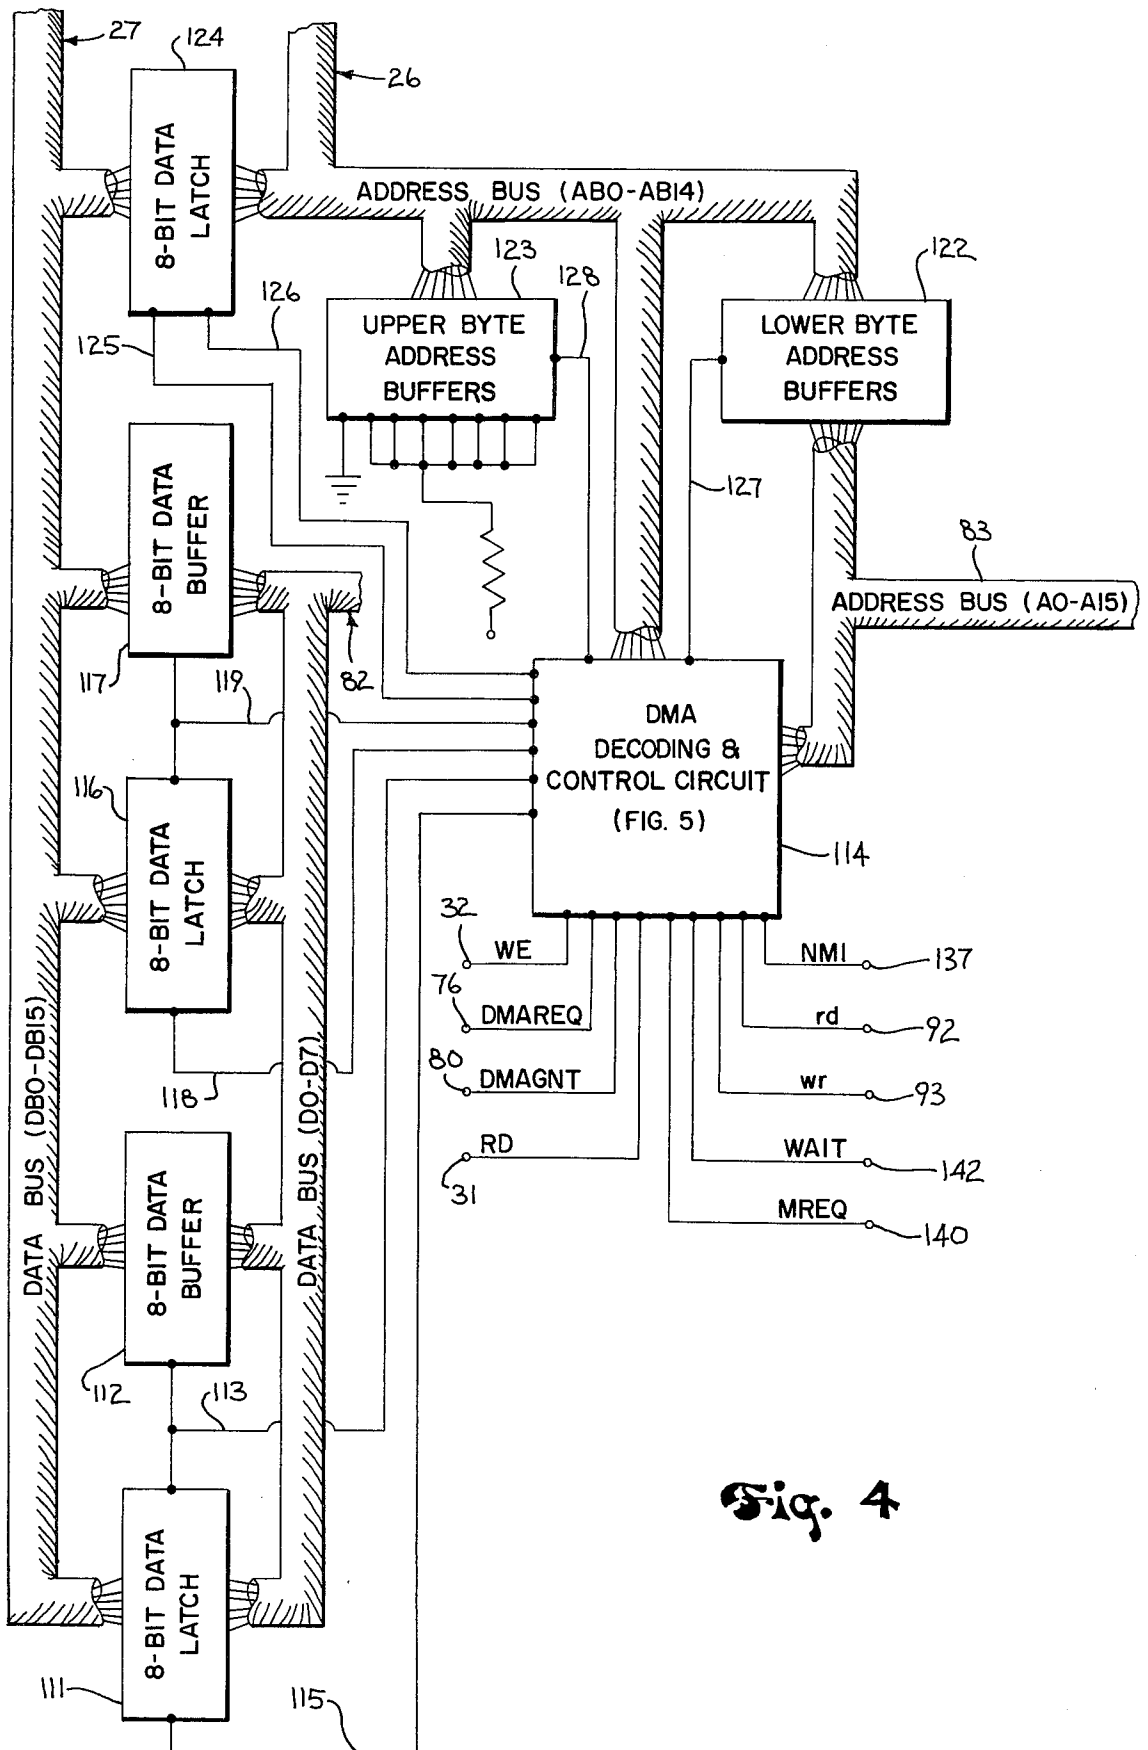 27
124
26
8-BIT DATA
LATCH
ADDRESS BUS (AB0-AB14)
125
126
123
128
122
UPPER BYTE
ADDRESS
BUFFERS
LOWER BYTE
ADDRESS
BUFFERS
127
83
ADDRESS BUS (A0-A15)
8-BIT DATA
BUFFER
117
119
82
DMA
DECODING &
CONTROL CIRCUIT
(FIG. 5)
114
116
8-BIT DATA
LATCH
118
32
WE
76
DMAREQ
80
DMAGNT
RD
31
NMI
137
rd
92
wr
93
WAIT
142
MREQ
140
DATA BUS (DB0-DB15)
DATA BUS (D0-D7)
8-BIT DATA
BUFFER
112
113
8-BIT DATA
LATCH
111
115
Fig. 4